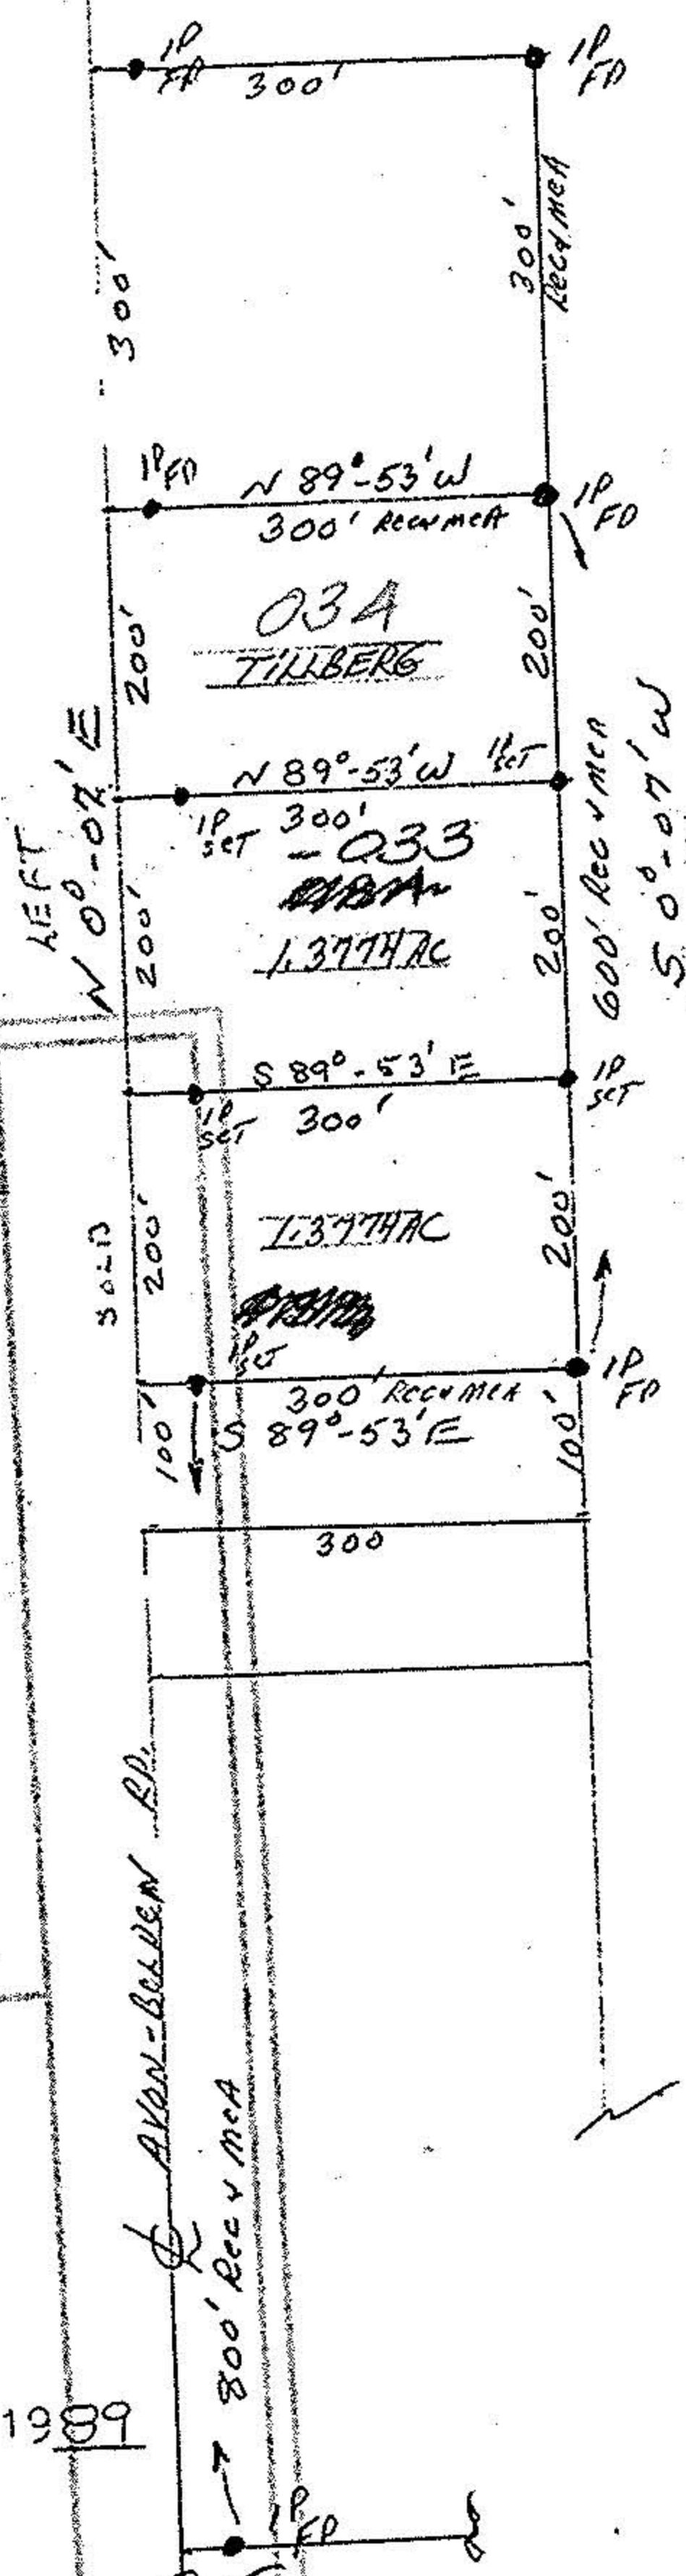 IP
FD
300'
IP
FD
300'
300'
REC & MEA
IP FD
N 89°-53' W
300' REC & MEA
IP
FD
034
TILLBERG
200'
200'
LEFT
N 0°-07' E
N 89°-53' W
IP SET
IP
SET
300'
-033
1.3774 AC
200'
200'
600' REC & MEA
S 0°-07' W
S 89°-53' E
IP
SET
300'
IP
SET
SOLD
200'
1.3774 AC
200'
IP
SET
300' REC & MEA
S 89°-53' E
IP
FD
100'
100'
300
AVON-BELDEN RD.
800' REC & MEA
1989
IP
FD